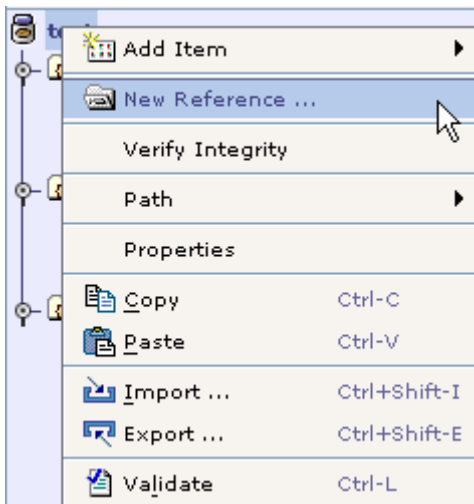 Add Item
New Reference ...
Verify Integrity
Path
Properties
Copy Ctrl-C
Paste Ctrl-V
Import ... Ctrl+Shift-I
Export ... Ctrl+Shift-E
Validate Ctrl-L